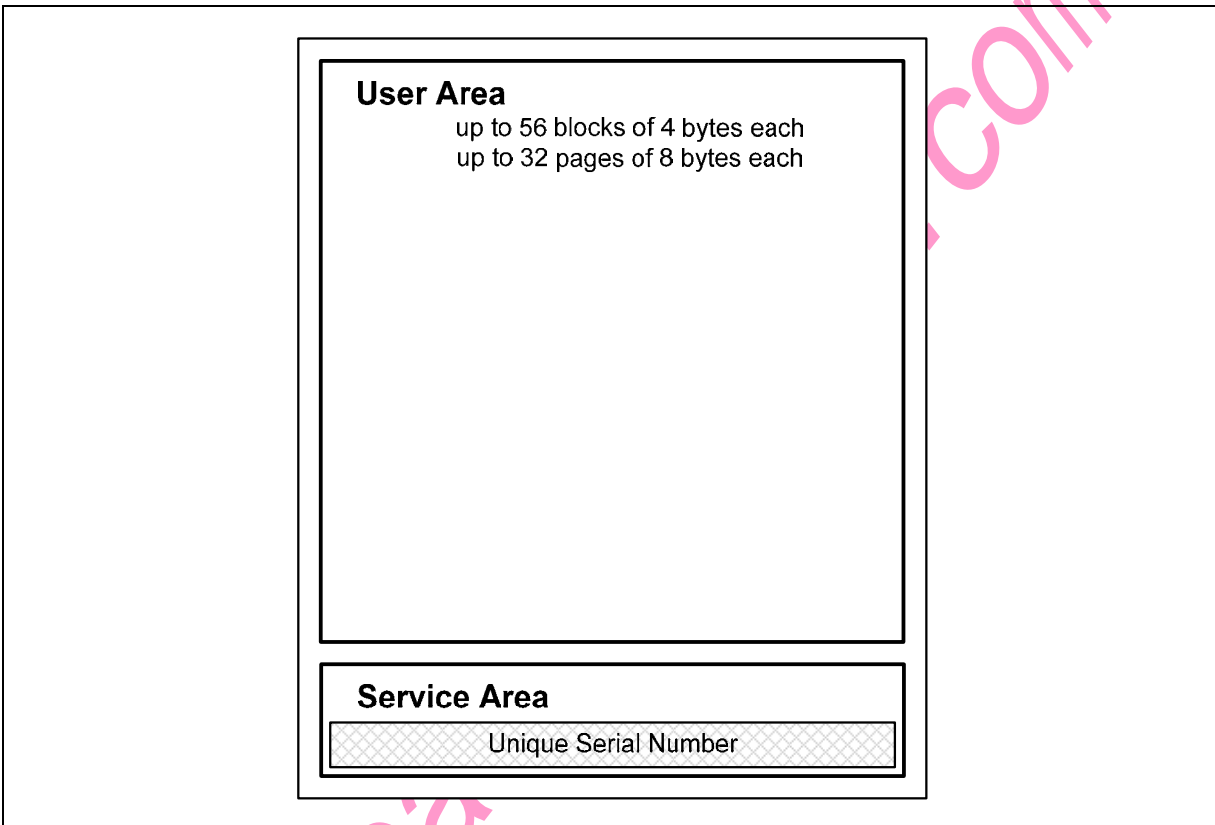 User Area
up to 56 blocks of 4 bytes each
up to 32 pages of 8 bytes each
Service Area
Unique Serial Number